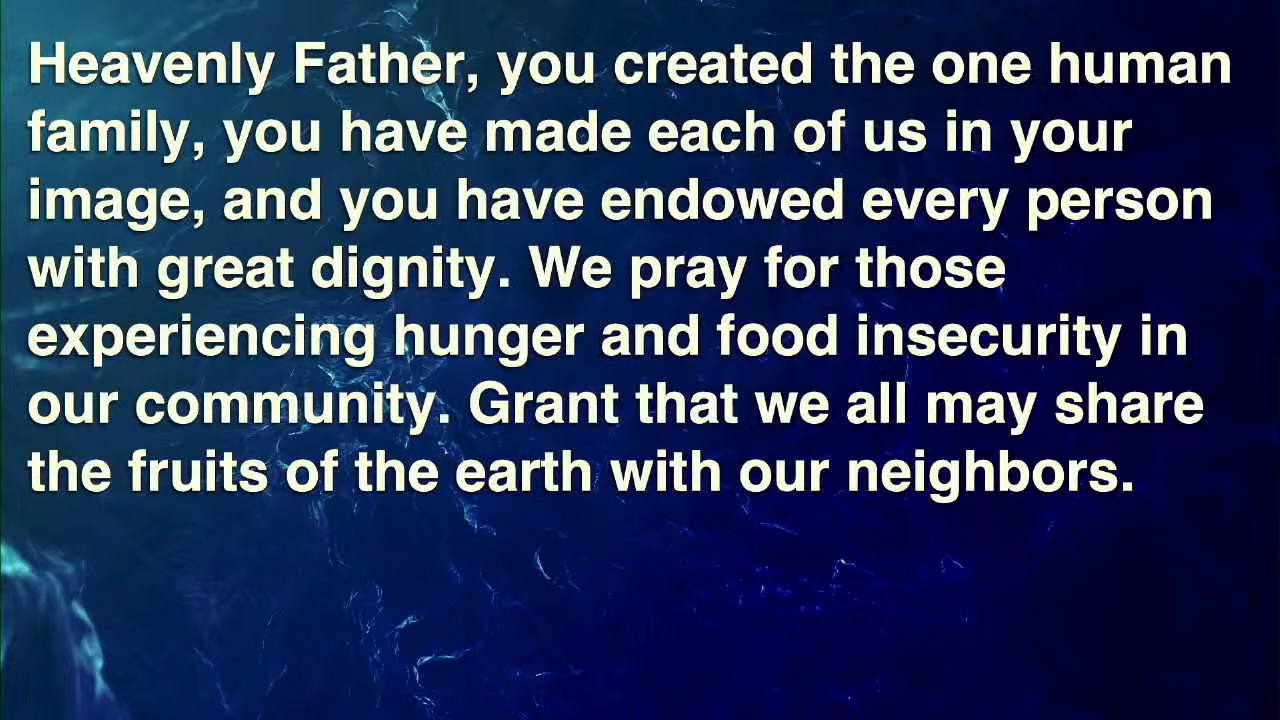 Heavenly Father, you created the one human
family, you have made each of us in your
image, and you have endowed every person
with great dignity. We pray for those
experiencing hunger and food insecurity in
our community. Grant that we all may share
the fruits of the earth with our neighbors.